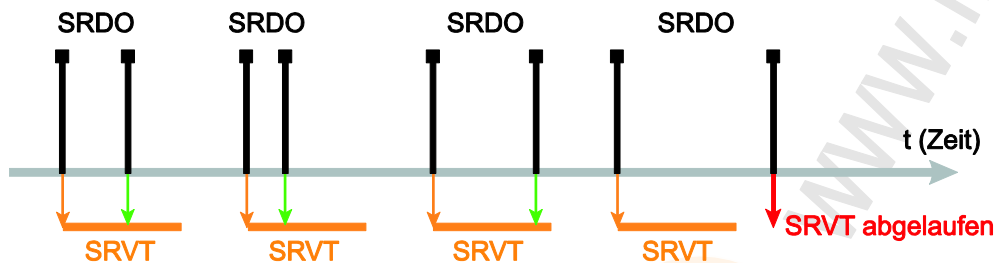 SRDO SRDO SRDO SRDO
t (Zeit)
SRVT abgelaufen
SRVT SRVT SRVT SRVT